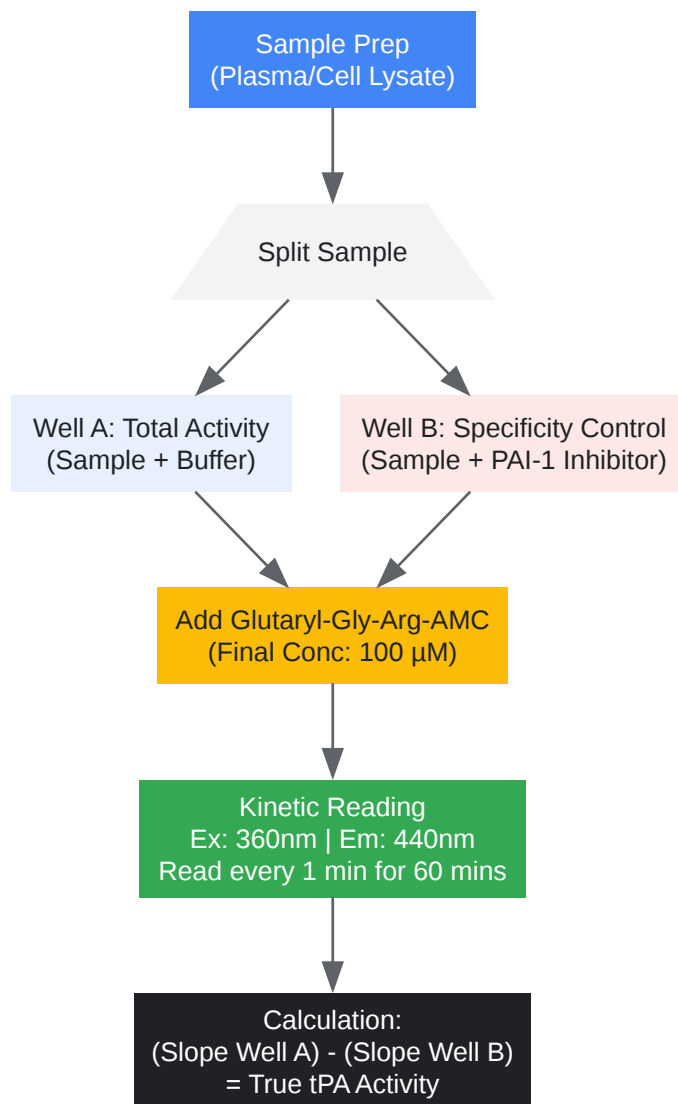 Sample Prep
(Plasma/Cell Lysate)
Split Sample
Well A: Total Activity
(Sample + Buffer)
Well B: Specificity Control
(Sample + PAI-1 Inhibitor)
Add Glutaryl-Gly-Arg-AMC
(Final Conc: 100 µM)
Kinetic Reading
Ex: 360nm | Em: 440nm
Read every 1 min for 60 mins
Calculation:
(Slope Well A) - (Slope Well B)
= True tPA Activity